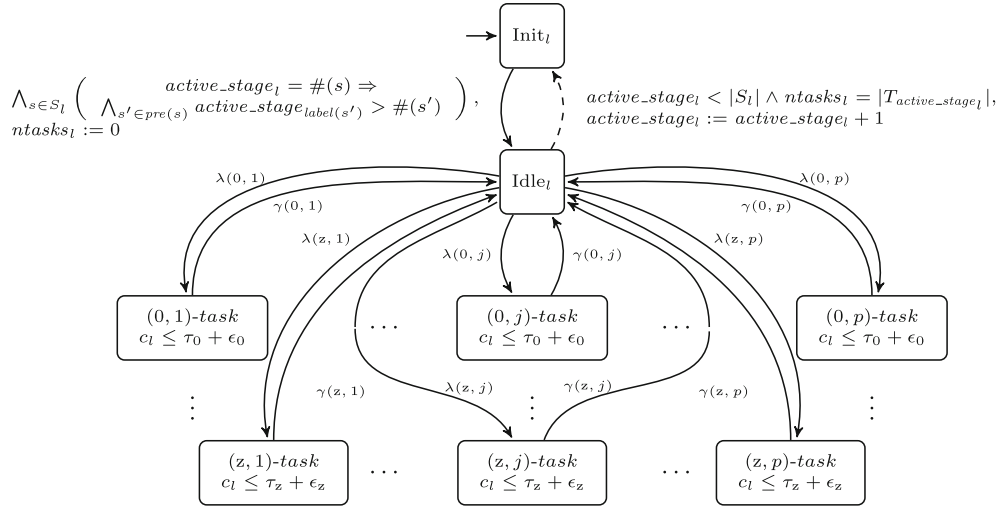 Init_l
⋀_{s∈S_l} ( active_stage_l = #(s) ⇒
⋀_{s′∈pre(s)} active_stage_{label(s′)} > #(s′) ) ,
ntasks_l := 0
active_stage_l < |S_l| ∧ ntasks_l = |T_{active_stage_l}|,
active_stage_l := active_stage_l + 1
Idle_l
λ(0, 1)
γ(0, 1)
λ(z, 1)
λ(0, j)
γ(0, j)
λ(z, p)
γ(0, p)
λ(0, p)
(0, 1)-task
c_l ≤ τ_0 + ϵ_0
· · ·
(0, j)-task
c_l ≤ τ_0 + ϵ_0
· · ·
(0, p)-task
c_l ≤ τ_0 + ϵ_0
γ(z, 1)
λ(z, j)
γ(z, j)
γ(z, p)
⋮
⋮
⋮
(z, 1)-task
c_l ≤ τ_z + ϵ_z
· · ·
(z, j)-task
c_l ≤ τ_z + ϵ_z
· · ·
(z, p)-task
c_l ≤ τ_z + ϵ_z